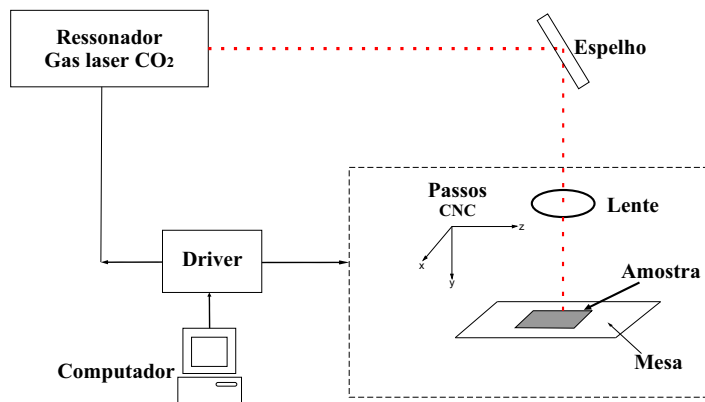 Ressonador
Gas laser CO2
Espelho
Passos
CNC
Lente
z
x
y
Driver
Amostra
Mesa
Computador